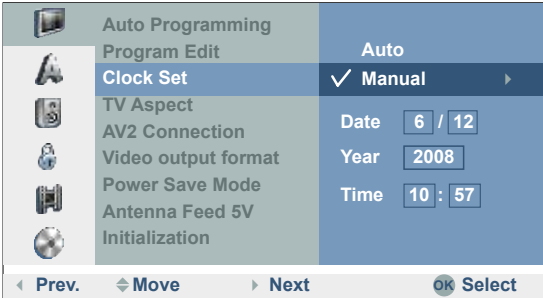 Auto Programming
Program Edit
Clock Set
TV Aspect
AV2 Connection
Video output format
Power Save Mode
Antenna Feed 5V
Initialization
Auto
✓ Manual
Date 6 / 12
Year 2008
Time 10 : 57
Prev. Move Next OK Select